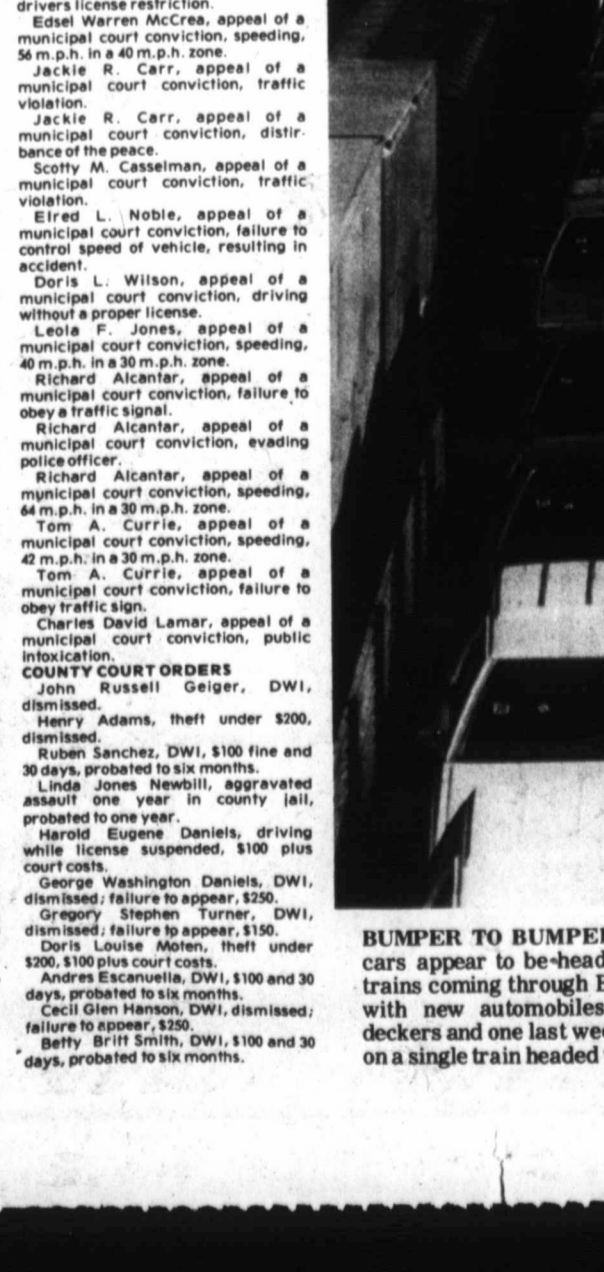 drivers license restriction.
Edsel Warren McCrea, appeal of a
municipal court conviction, speeding,
56 m.p.h. in a 40 m.p.h. zone.
Jackie R. Carr, appeal of a
municipal court conviction, traffic
violation.
Jackie R. Carr, appeal of a
municipal court conviction, distir-
bance of the peace.
Scotty M. Casselman, appeal of a
municipal court conviction, traffic
violation.
Elred L. Noble, appeal of a
municipal court conviction, failure to
control speed of vehicle, resulting in
accident.
Doris L. Wilson, appeal of a
municipal court conviction, driving
without a proper license.
Leola F. Jones, appeal of a
municipal court conviction, speeding,
40 m.p.h. in a 30 m.p.h. zone.
Richard Alcantar, appeal of a
municipal court conviction, failure to
obey a traffic signal.
Richard Alcantar, appeal of a
municipal court conviction, evading
police officer.
Richard Alcantar, appeal of a
municipal court conviction, speeding,
64 m.p.h. in a 30 m.p.h. zone.
Tom A. Currie, appeal of a
municipal court conviction, speeding,
42 m.p.h. in a 30 m.p.h. zone.
Tom A. Currie, appeal of a
municipal court conviction, failure to
obey traffic sign.
Charles David Lamar, appeal of a
municipal court conviction, public
intoxication.
COUNTY COURT ORDERS
John Russell Geiger, DWI,
dismissed.
Henry Adams, theft under $200,
dismissed.
Ruben Sanchez, DWI, $100 fine and
30 days, probated to six months.
Linda Jones Newbill, aggravated
assault one year in county jail,
probated to one year.
Harold Eugene Daniels, driving
while license suspended, $100 plus
court costs.
George Washington Daniels, DWI,
dismissed; failure to appear, $250.
Gregory Stephen Turner, DWI,
dismissed; failure to appear, $150.
Doris Louise Moten, theft under
$200, $100 plus court costs.
Andres Escanuella, DWI, $100 and 30
days, probated to six months.
Cecil Glen Hanson, DWI, dismissed;
failure to appear, $250.
Betty Britt Smith, DWI, $100 and 30
days, probated to six months.
BUMPER TO BUMPER
cars appear to be head
trains coming through B
with new automobiles
deckers and one last wee
on a single train headed